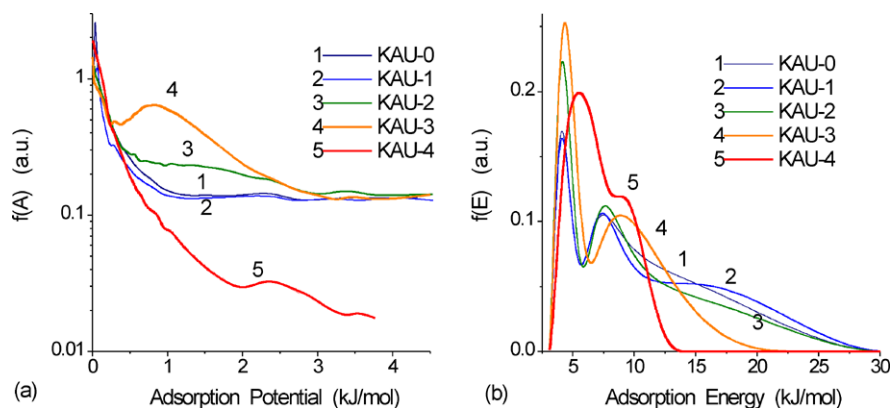 1
0.1
0.01
0
1
2
3
4
f(A) (a.u.)
Adsorption Potential (kJ/mol)
(a)
1 KAU-0
2 KAU-1
3 KAU-2
4 KAU-3
5 KAU-4
4
3
1
2
5
0.2
0.1
0.0
5
10
15
20
25
30
f(E) (a.u.)
Adsorption Energy (kJ/mol)
(b)
1 KAU-0
2 KAU-1
3 KAU-2
4 KAU-3
5 KAU-4
5
4
1
2
3